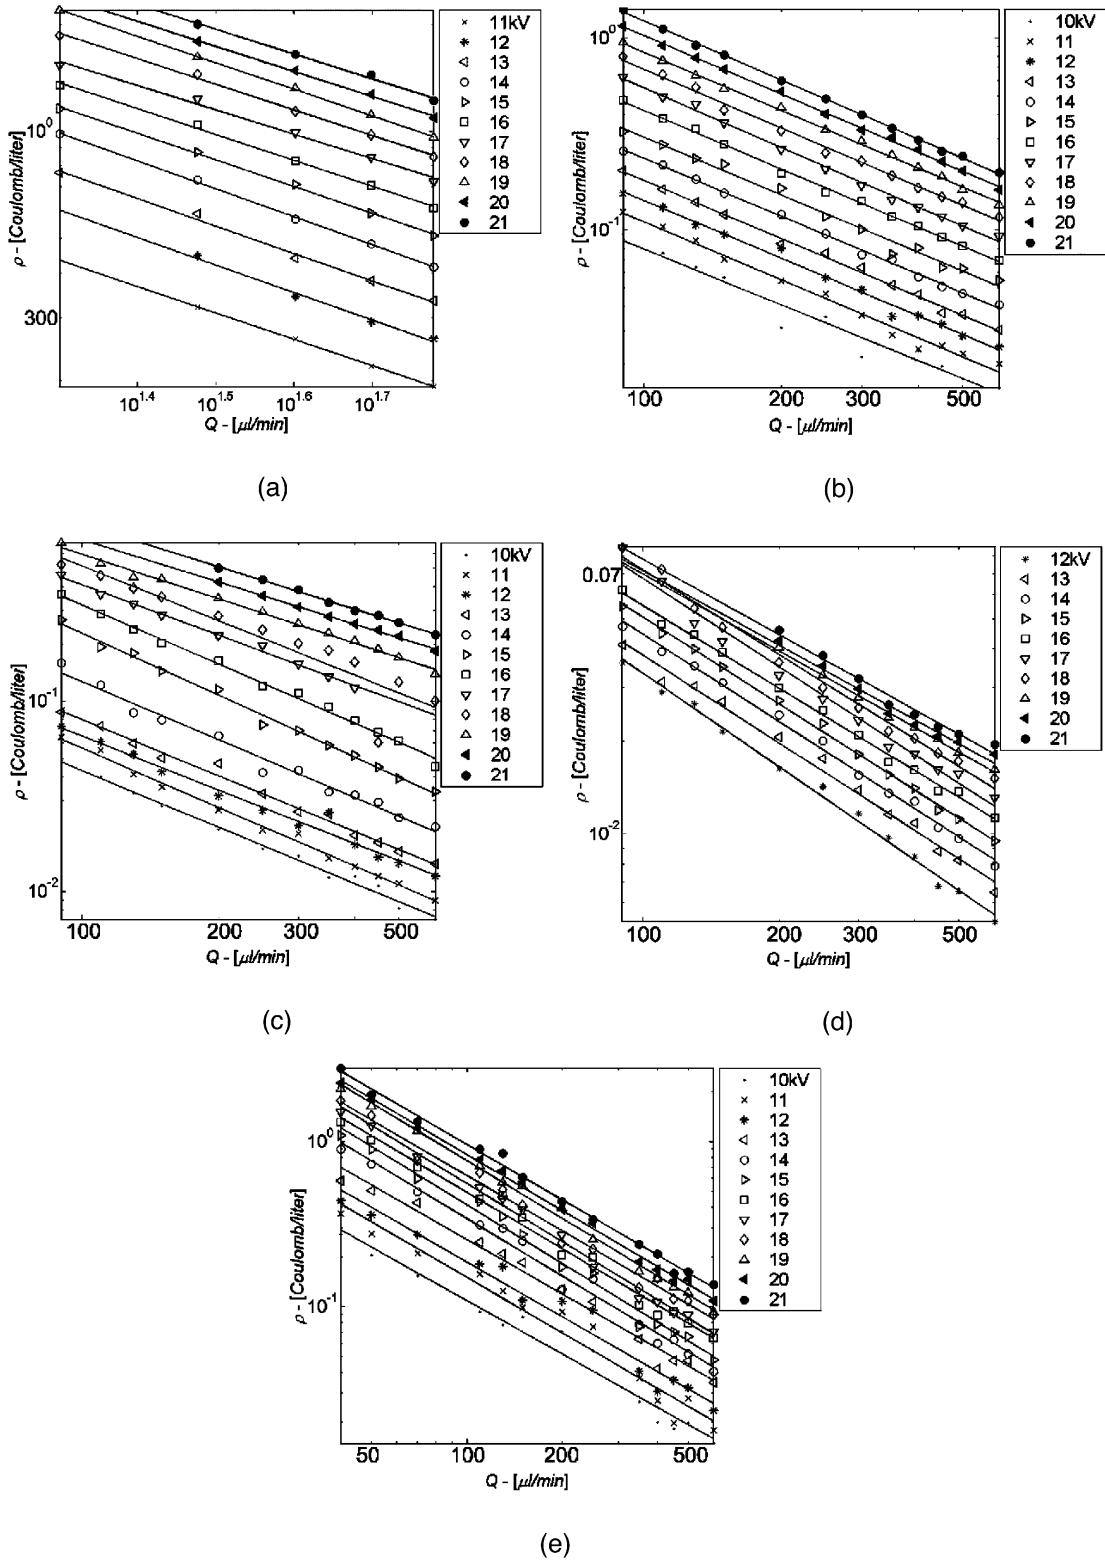 11kV
12
13
14
15
16
17
18
19
20
21
10⁰
300
ρ - [Coulomb/liter]
10^1.4 10^1.5 10^1.6 10^1.7
Q - [μl/min]
(a)
10kV
11
12
13
14
15
16
17
18
19
20
21
10⁰
10⁻¹
ρ - [Coulomb/liter]
100 200 300 500
Q - [μl/min]
(b)
10kV
11
12
13
14
15
16
17
18
19
20
21
10⁻¹
10⁻²
ρ - [Coulomb/liter]
100 200 300 500
Q - [μl/min]
(c)
12kV
13
14
15
16
17
18
19
20
21
0.07
10⁻²
ρ - [Coulomb/liter]
100 200 300 500
Q - [μl/min]
(d)
10kV
11
12
13
14
15
16
17
18
19
20
21
10⁰
10⁻¹
ρ - [Coulomb/liter]
50 100 200 500
Q - [μl/min]
(e)